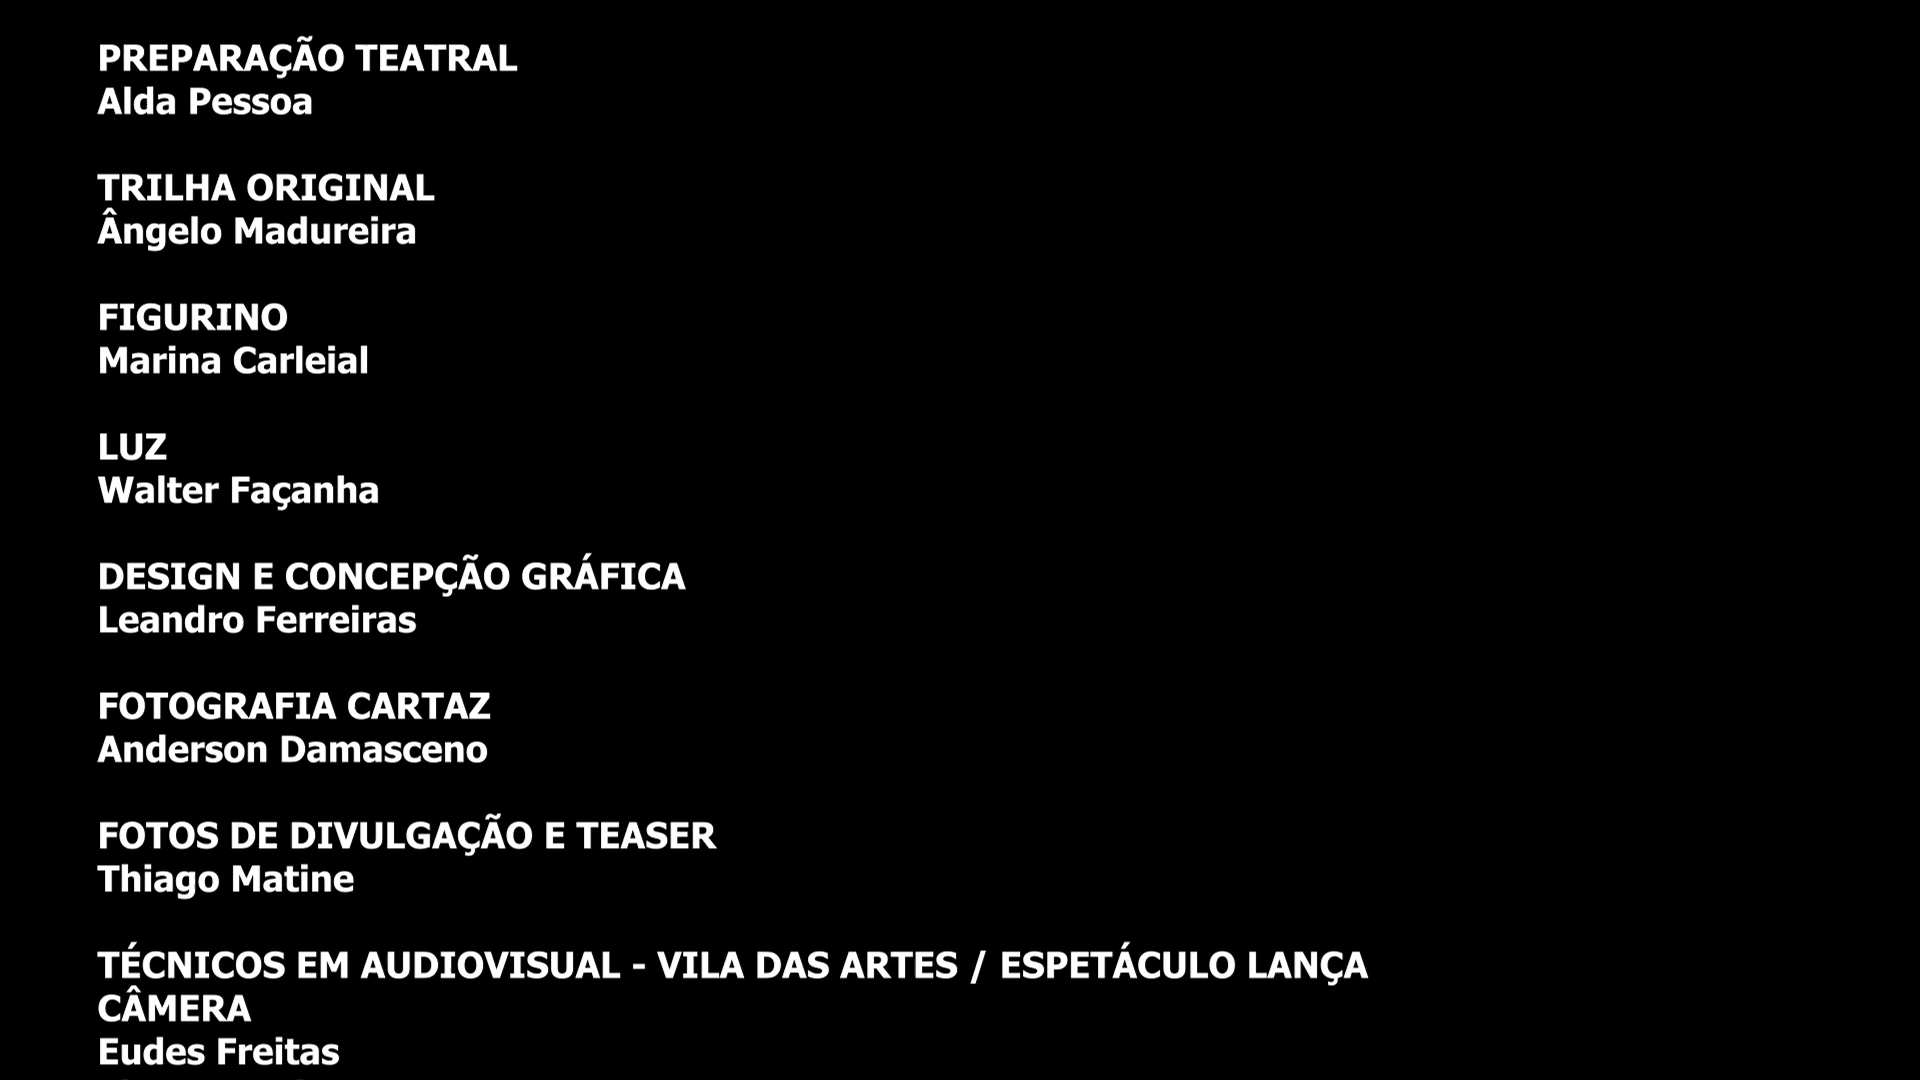 PREPARAÇÃO TEATRAL
Alda Pessoa
TRILHA ORIGINAL
Ângelo Madureira
FIGURINO
Marina Carleial
LUZ
Walter Façanha
DESIGN E CONCEPÇÃO GRÁFICA
Leandro Ferreiras
FOTOGRAFIA CARTAZ
Anderson Damasceno
FOTOS DE DIVULGAÇÃO E TEASER
Thiago Matine
TÉCNICOS EM AUDIOVISUAL - VILA DAS ARTES / ESPETÁCULO LANÇA
CÂMERA
Eudes Freitas